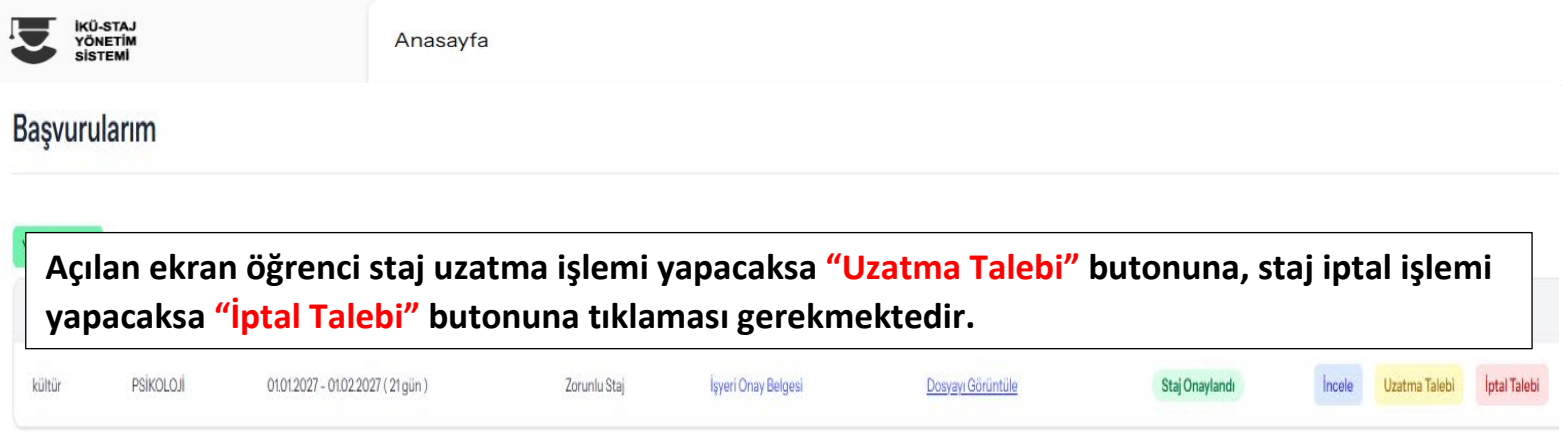 İKÜ-STAJ
YÖNETİM
SİSTEMİ
Anasayfa
Başvurularım
Açılan ekran öğrenci staj uzatma işlemi yapacaksa “Uzatma Talebi” butonuna, staj iptal işlemi
yapacaksa “İptal Talebi” butonuna tıklaması gerekmektedir.
kültür PSİKOLOJİ 01.01.2027 - 01.02.2027 ( 21 gün ) Zorunlu Staj İşyeri Onay Belgesi Dosyayı Görüntüle Staj Onaylandı İncele Uzatma Talebi İptal Talebi